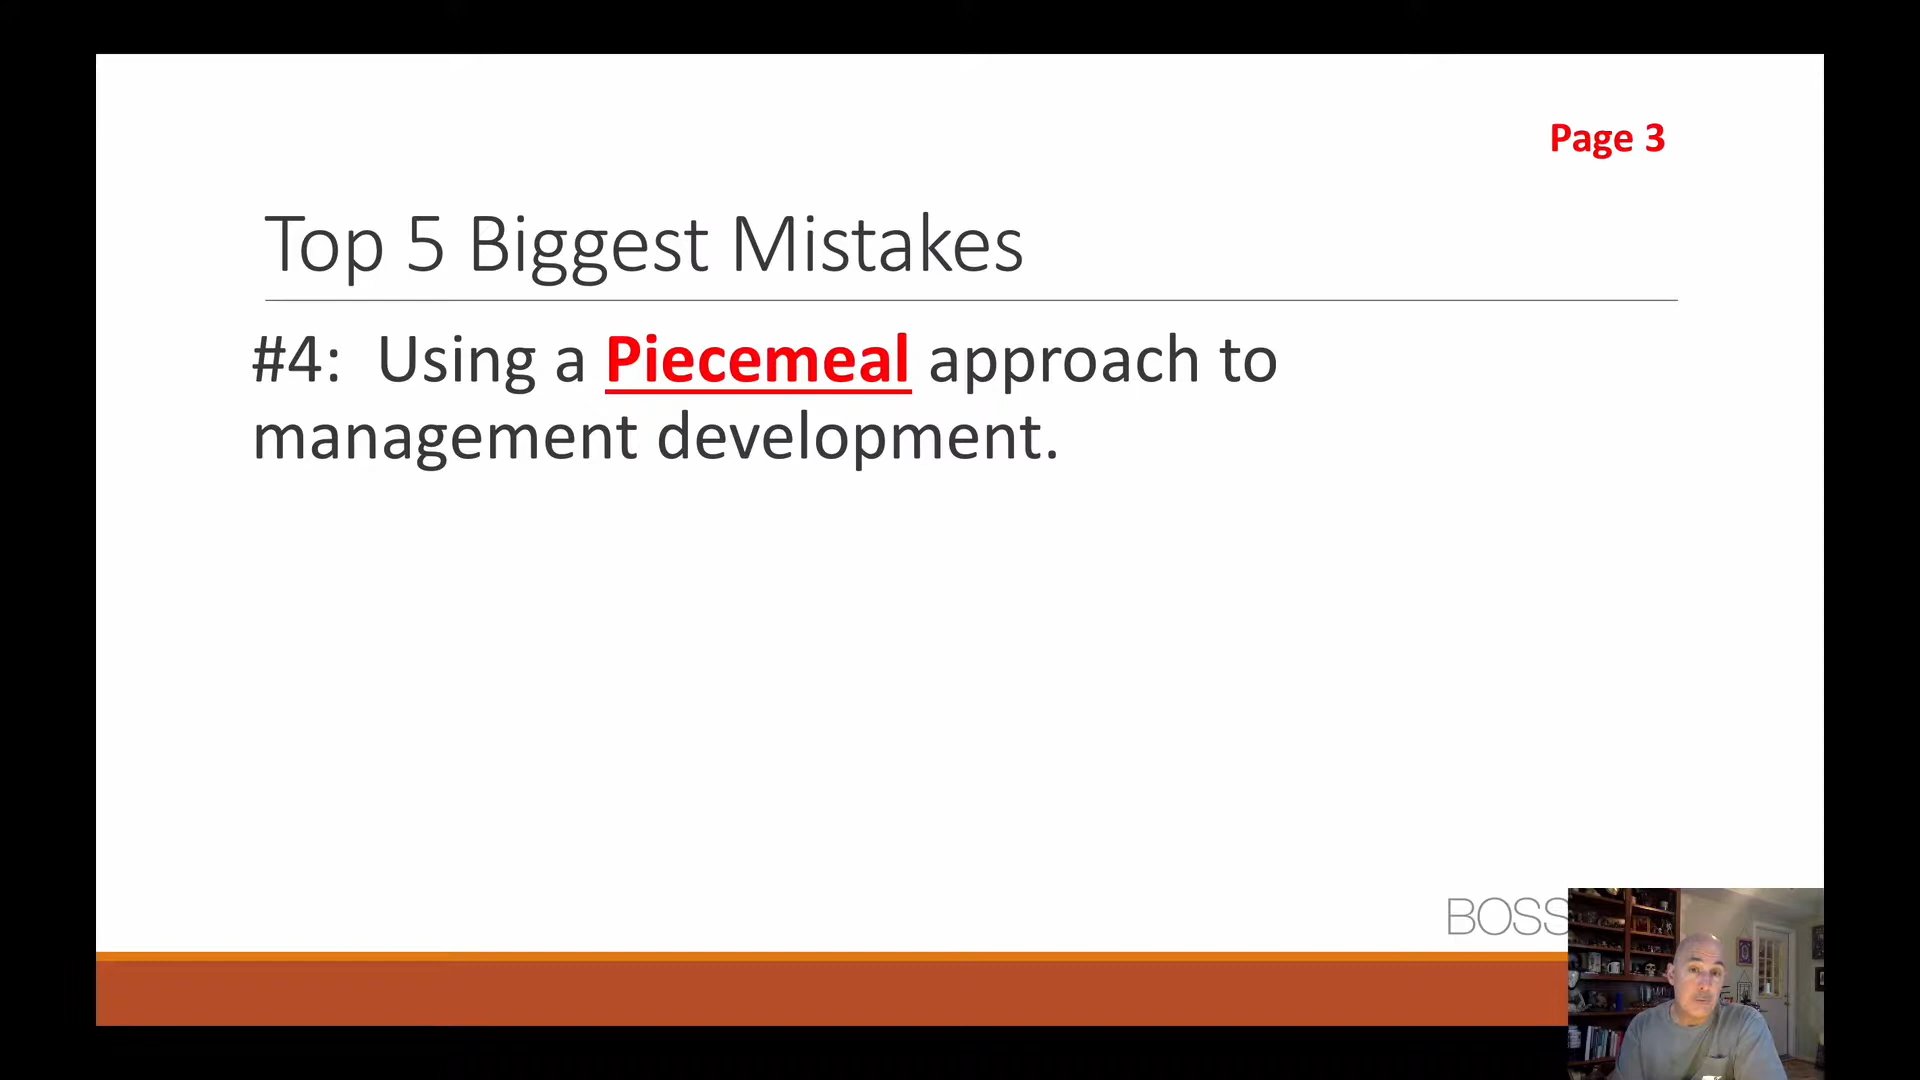 Page 3
Top 5 Biggest Mistakes
#4: Using a Piecemeal approach to
management development.
BOSS